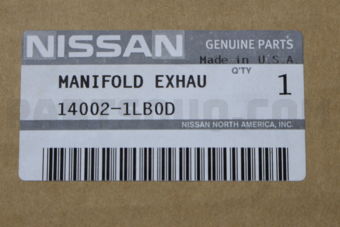 NISSAN GENUINE PARTS
Made in U.S.A
Q'TY
MANIFOLD EXHAU 1
14002-1LB0D
NISSAN NORTH AMERICA, INC.